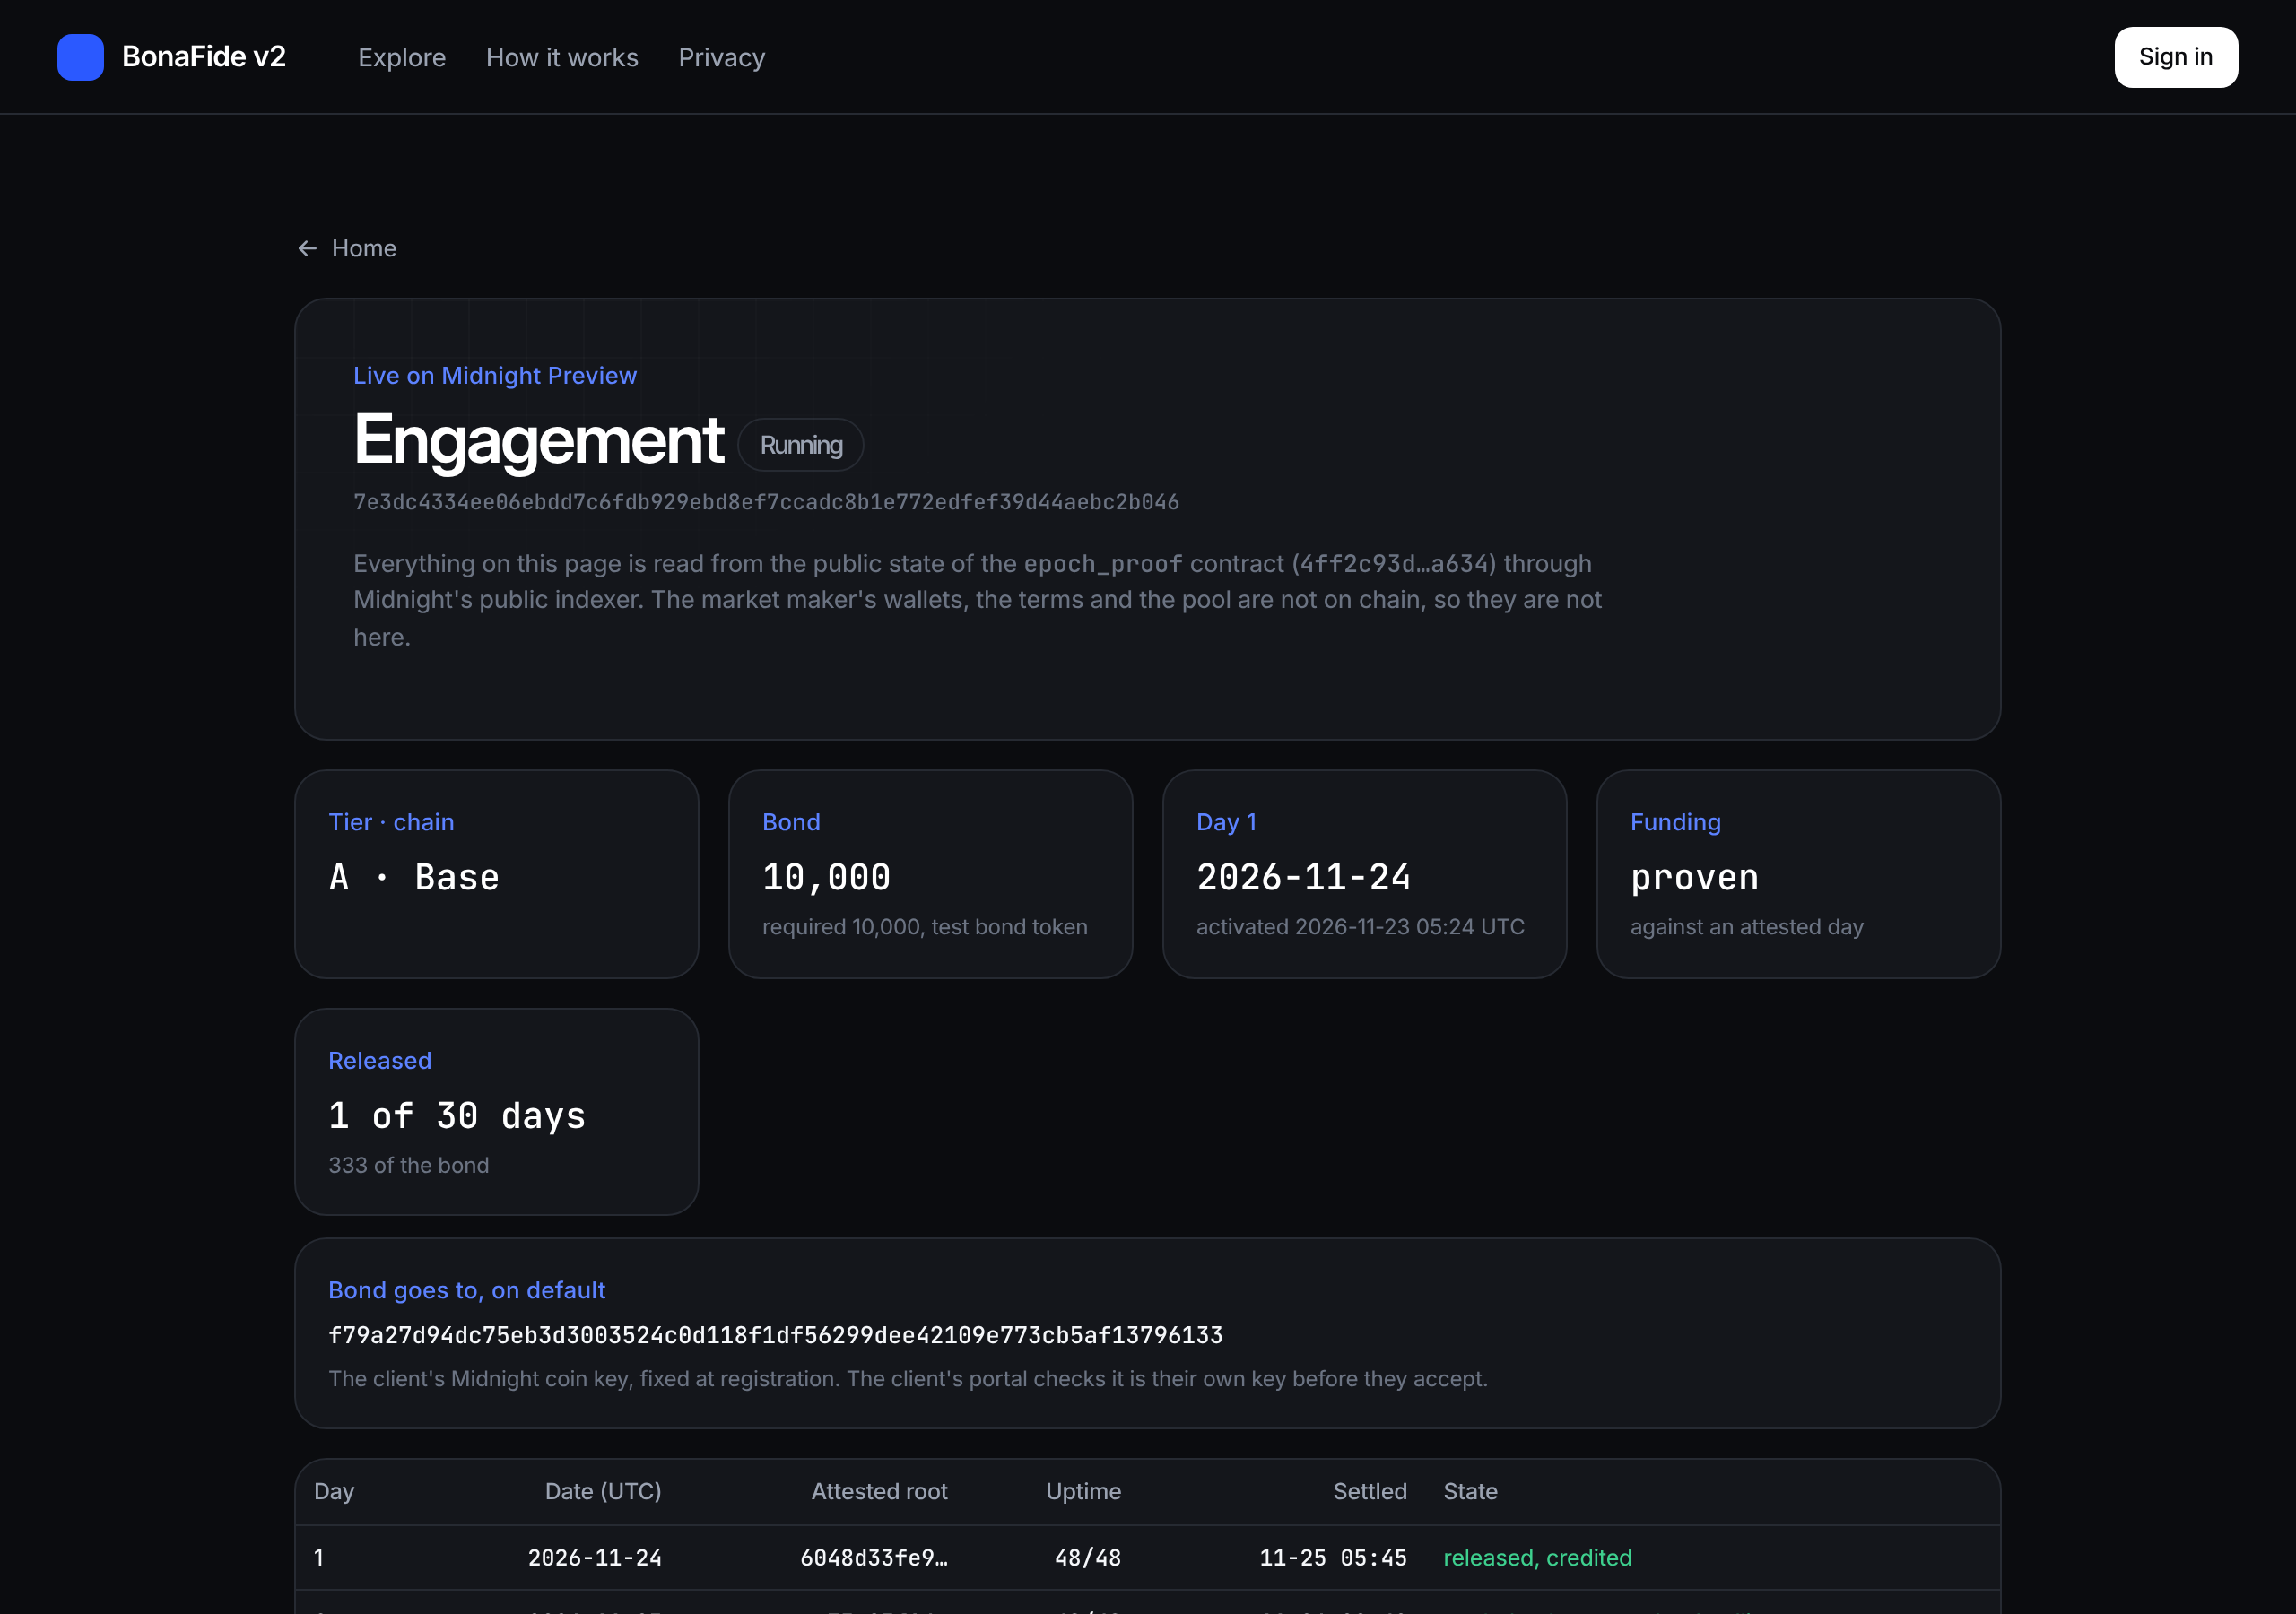 BonaFide v2
Explore
How it works
Privacy
Sign in
← Home
Live on Midnight Preview
Engagement
Running
7e3dc4334ee06ebdd7c6fdb929ebd8ef7ccadc8b1e772edfef39d44aebc2b046
Everything on this page is read from the public state of the epoch_proof contract (4ff2c93d…a634) through
Midnight's public indexer. The market maker's wallets, the terms and the pool are not on chain, so they are not
here.
Tier · chain
A · Base
Bond
10,000
required 10,000, test bond token
Day 1
2026-11-24
activated 2026-11-23 05:24 UTC
Funding
proven
against an attested day
Released
1 of 30 days
333 of the bond
Bond goes to, on default
f79a27d94dc75eb3d3003524c0d118f1df56299dee42109e773cb5af13796133
The client's Midnight coin key, fixed at registration. The client's portal checks it is their own key before they accept.
Day Date (UTC) Attested root Uptime Settled State
1 2026-11-24 6048d33fe9… 48/48 11-25 05:45 released, credited